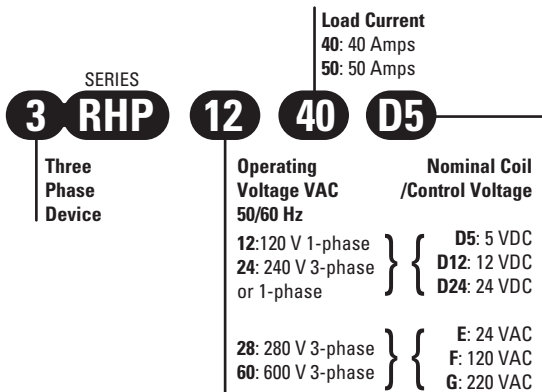 Load Current
40: 40 Amps
50: 50 Amps
SERIES
3 RHP 12 40 D5
Three
Phase
Device
Operating
Voltage VAC
50/60 Hz
12:120 V 1-phase
24: 240 V 3-phase
or 1-phase
28: 280 V 3-phase
60: 600 V 3-phase
Nominal Coil
/Control Voltage
D5: 5 VDC
D12: 12 VDC
D24: 24 VDC
E: 24 VAC
F: 120 VAC
G: 220 VAC